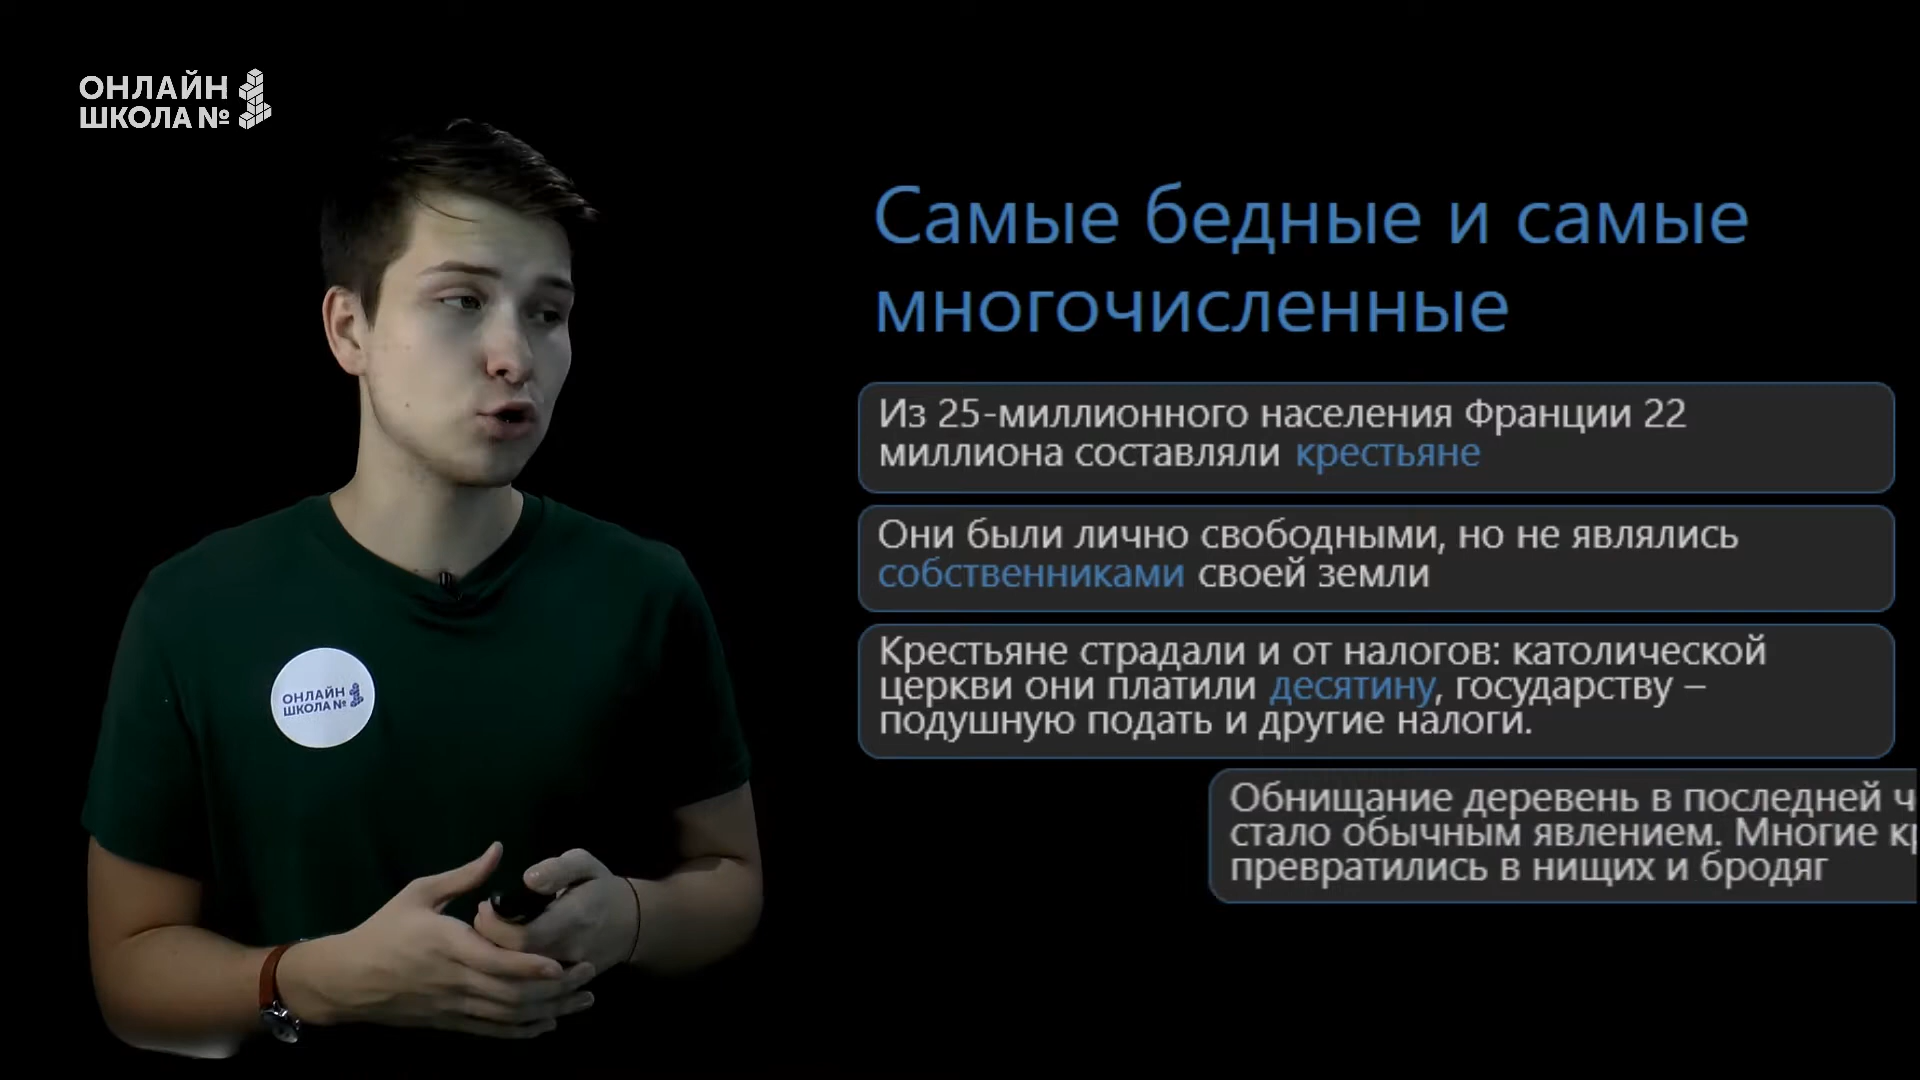 ОНЛАЙН
ШКОЛА №
Самые бедные и самые
многочисленные
Из 25-миллионного населения Франции 22
миллиона составляли крестьяне
Они были лично свободными, но не являлись
собственниками своей земли
Крестьяне страдали и от налогов: католической
церкви они платили десятину, государству –
подушную подать и другие налоги.
Обнищание деревень в последней
стало обычным явлением. Многие
превратились в нищих и бродяг
ОНЛАЙН
ШКОЛА №